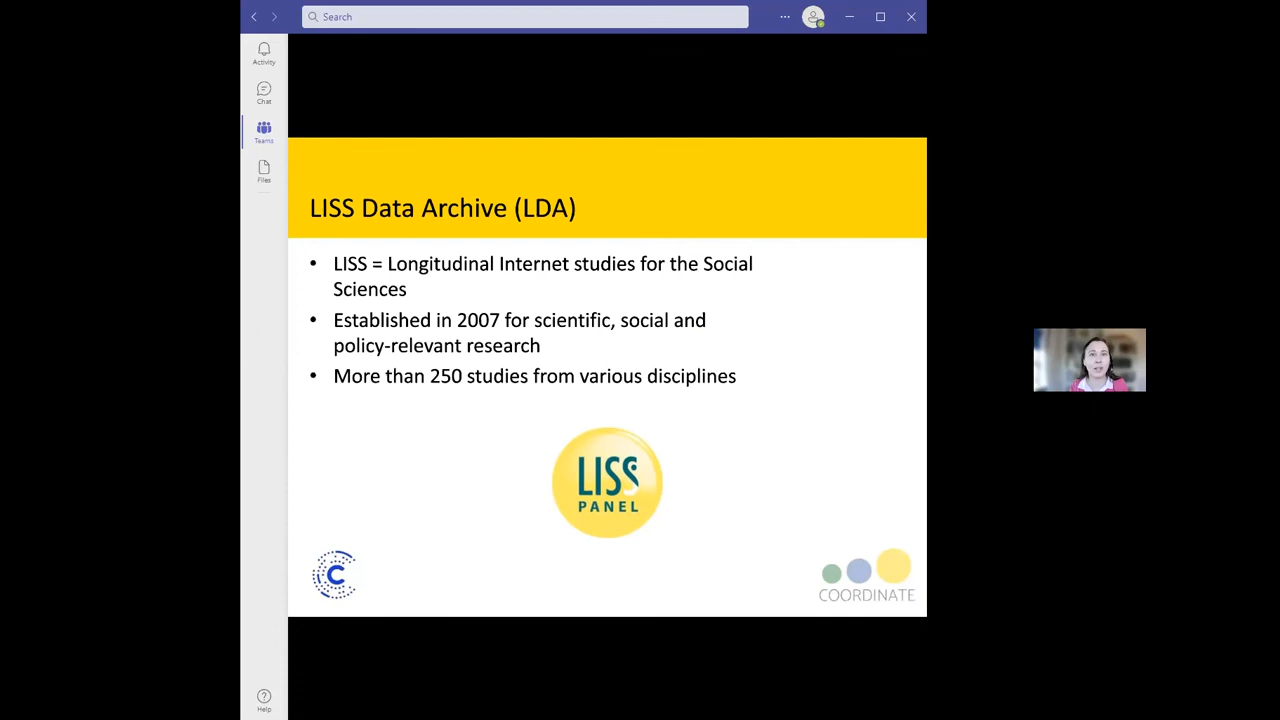 Search
Activity
Chat
Teams
Files
LISS Data Archive (LDA)
• LISS = Longitudinal Internet studies for the Social
Sciences
• Established in 2007 for scientific, social and
policy-relevant research
• More than 250 studies from various disciplines
LISS
PANEL
C
COORDINATE
Help